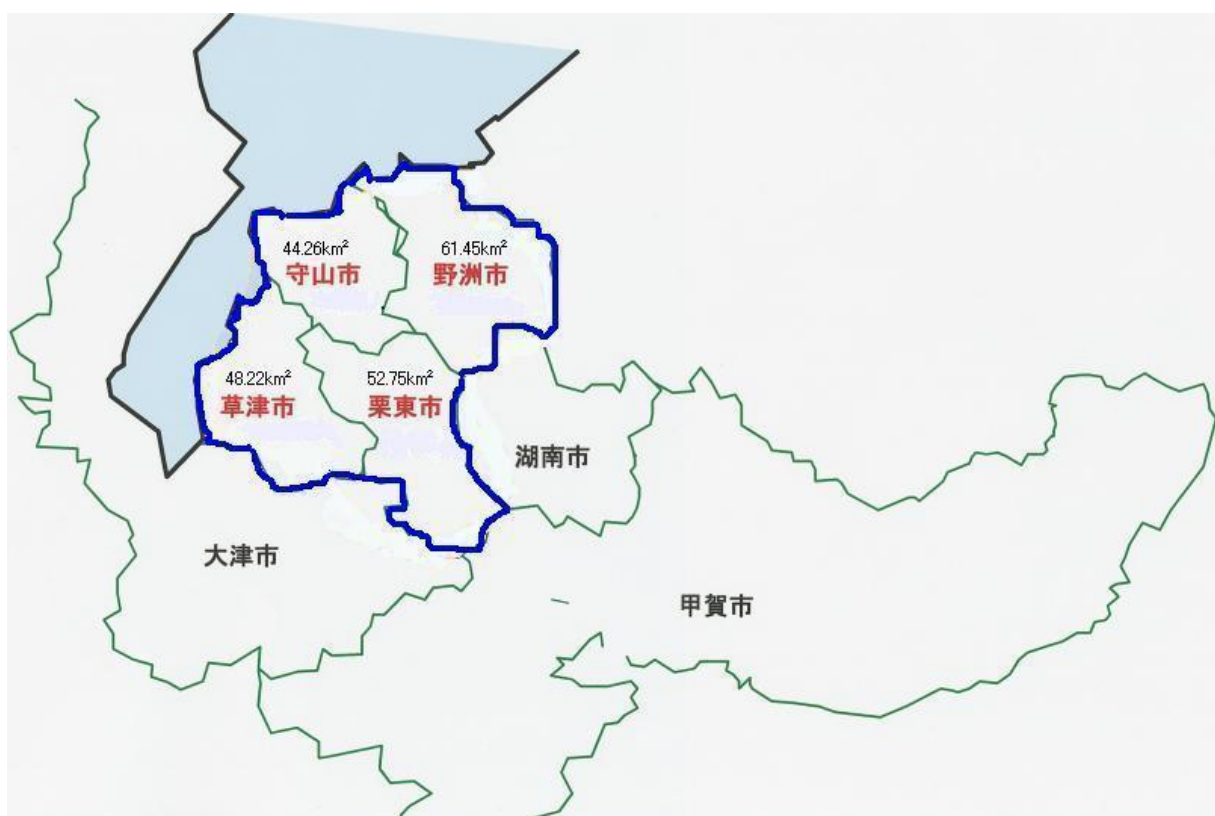 44.26km²
守山市
61.45km²
野洲市
48.22km²
草津市
52.75km²
栗東市
湖南市
大津市
甲賀市